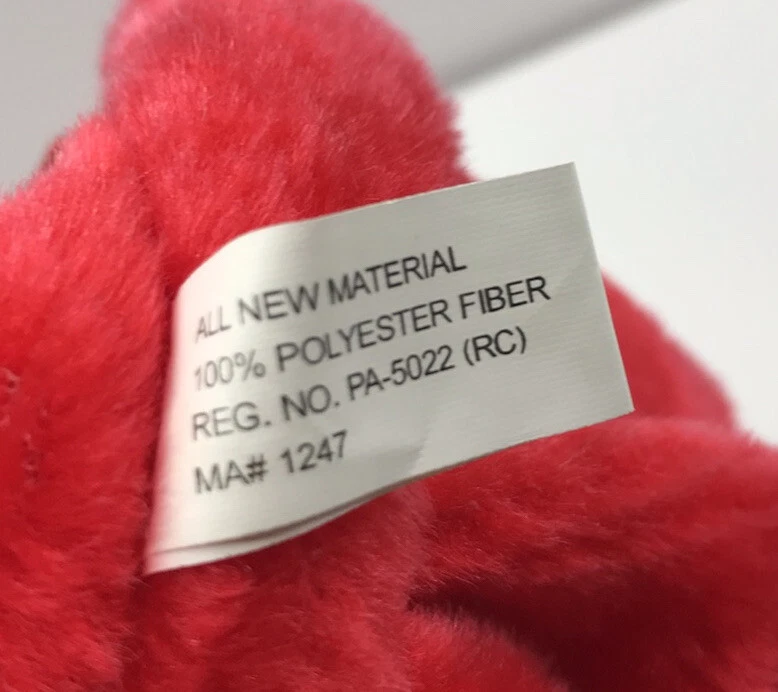 ALL NEW MATERIAL
100% POLYESTER FIBER
REG. NO. PA-5022 (RC)
MA# 1247